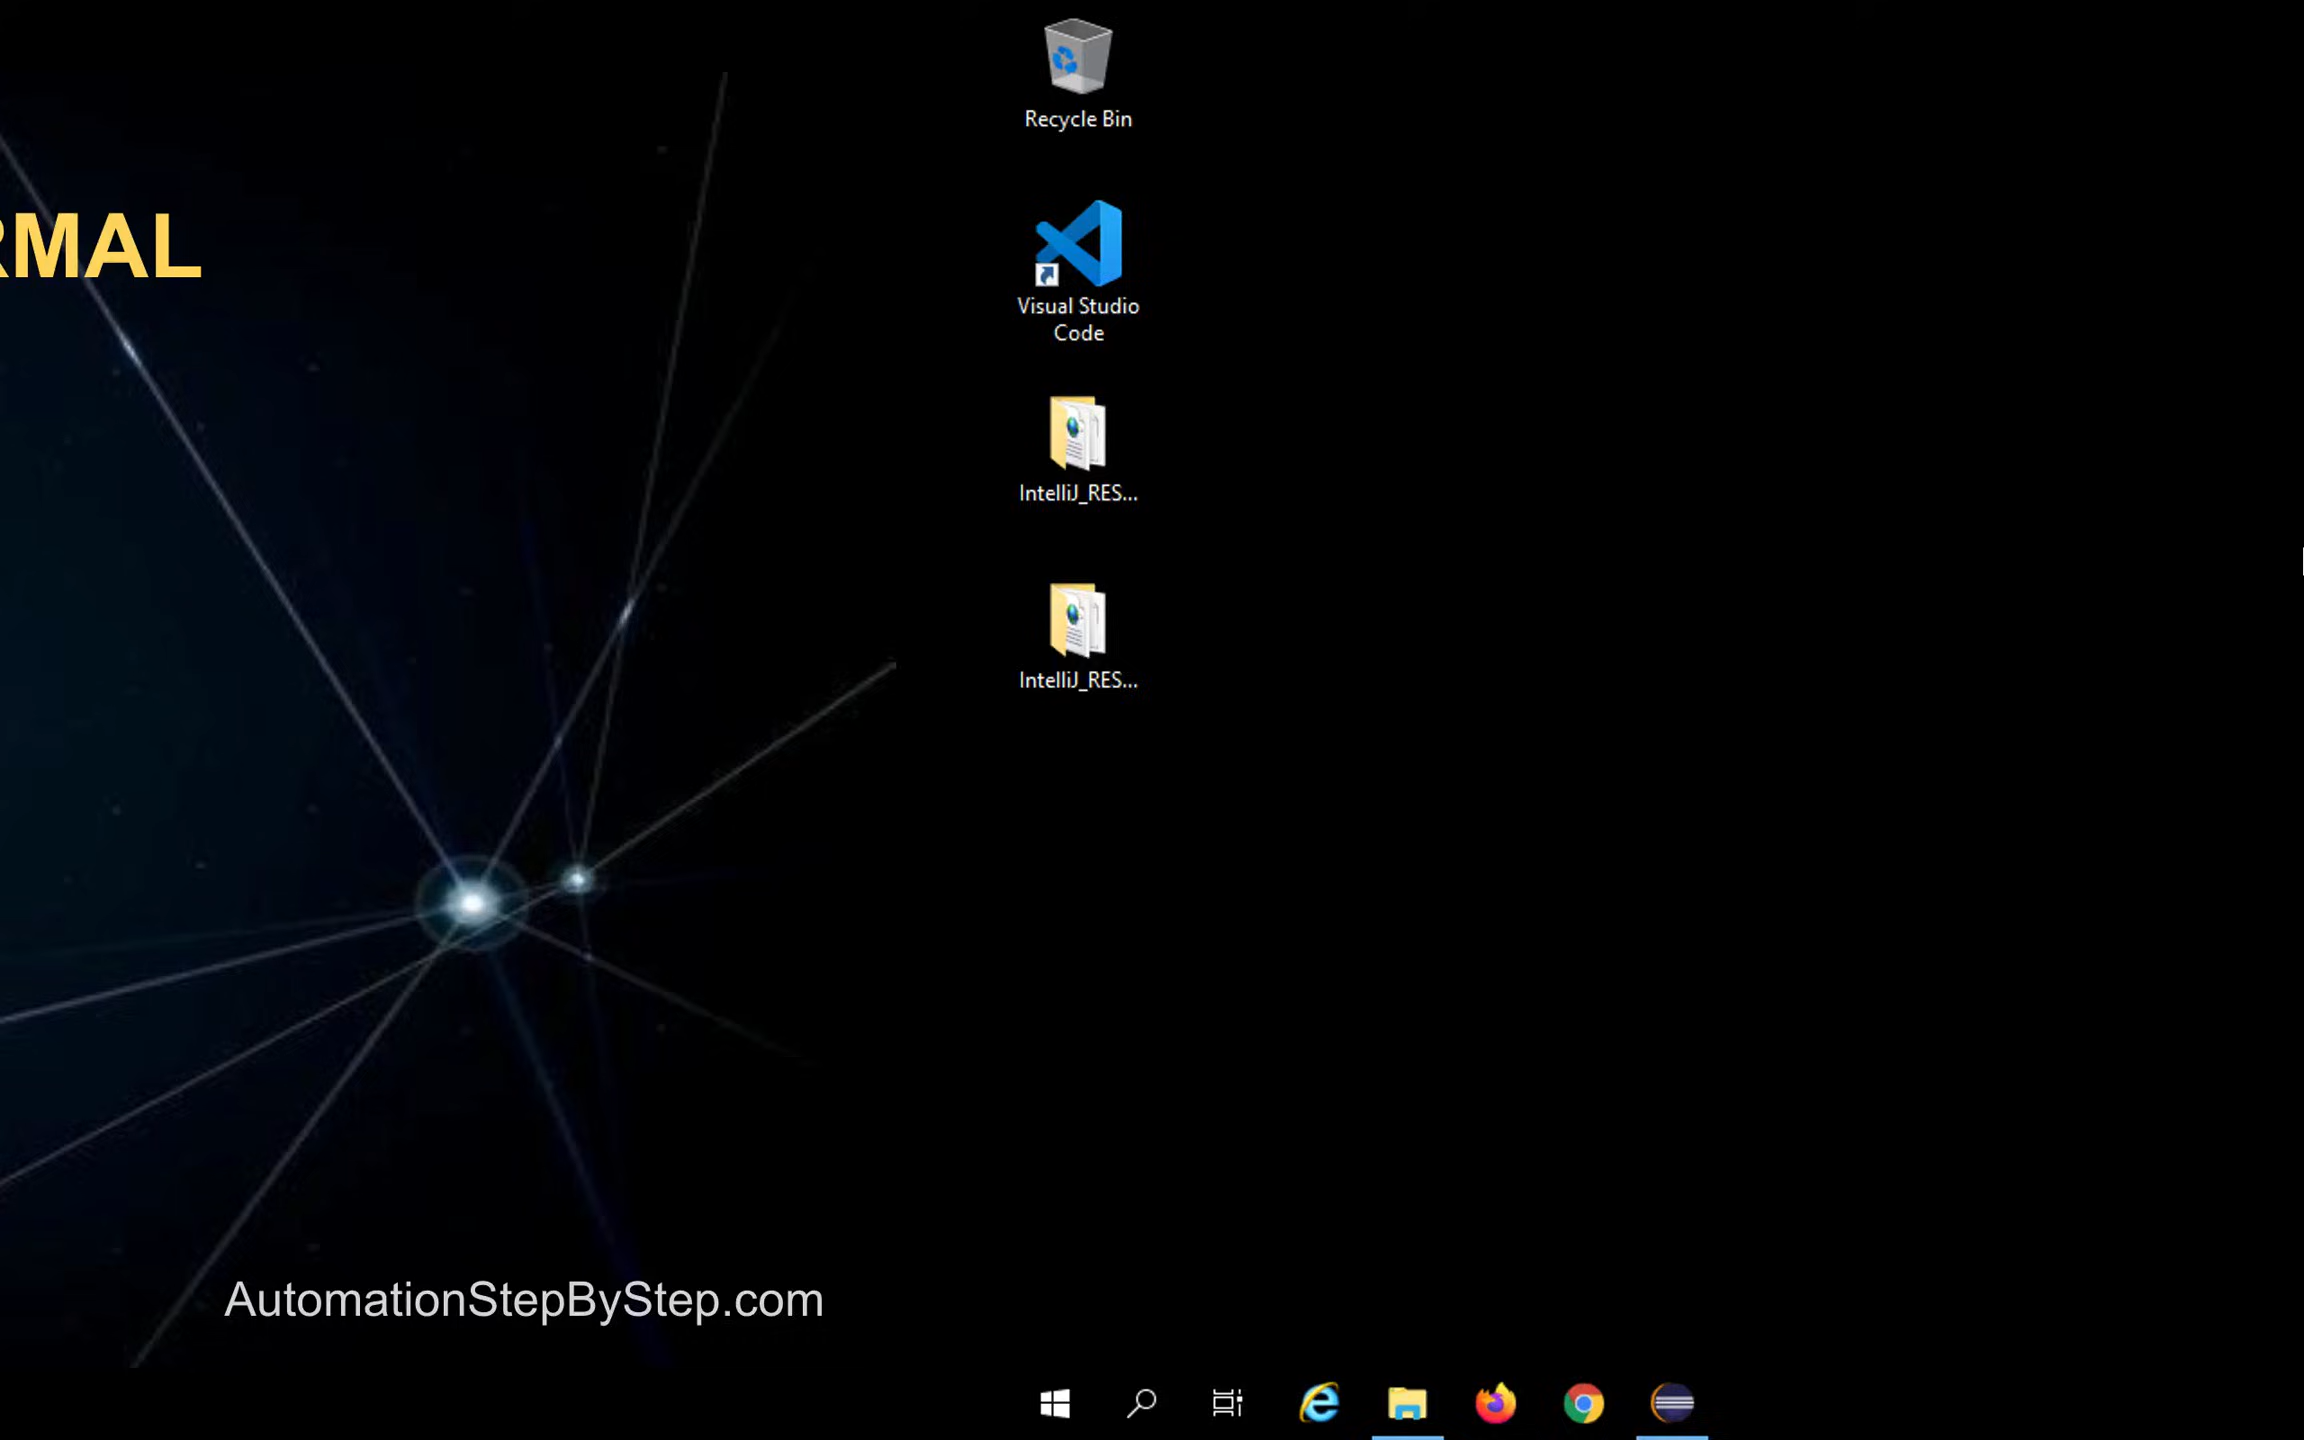 RMAL
AutomationStepByStep.com
Recycle Bin
Visual Studio
Code
IntelliJ_RES...
IntelliJ_RES...